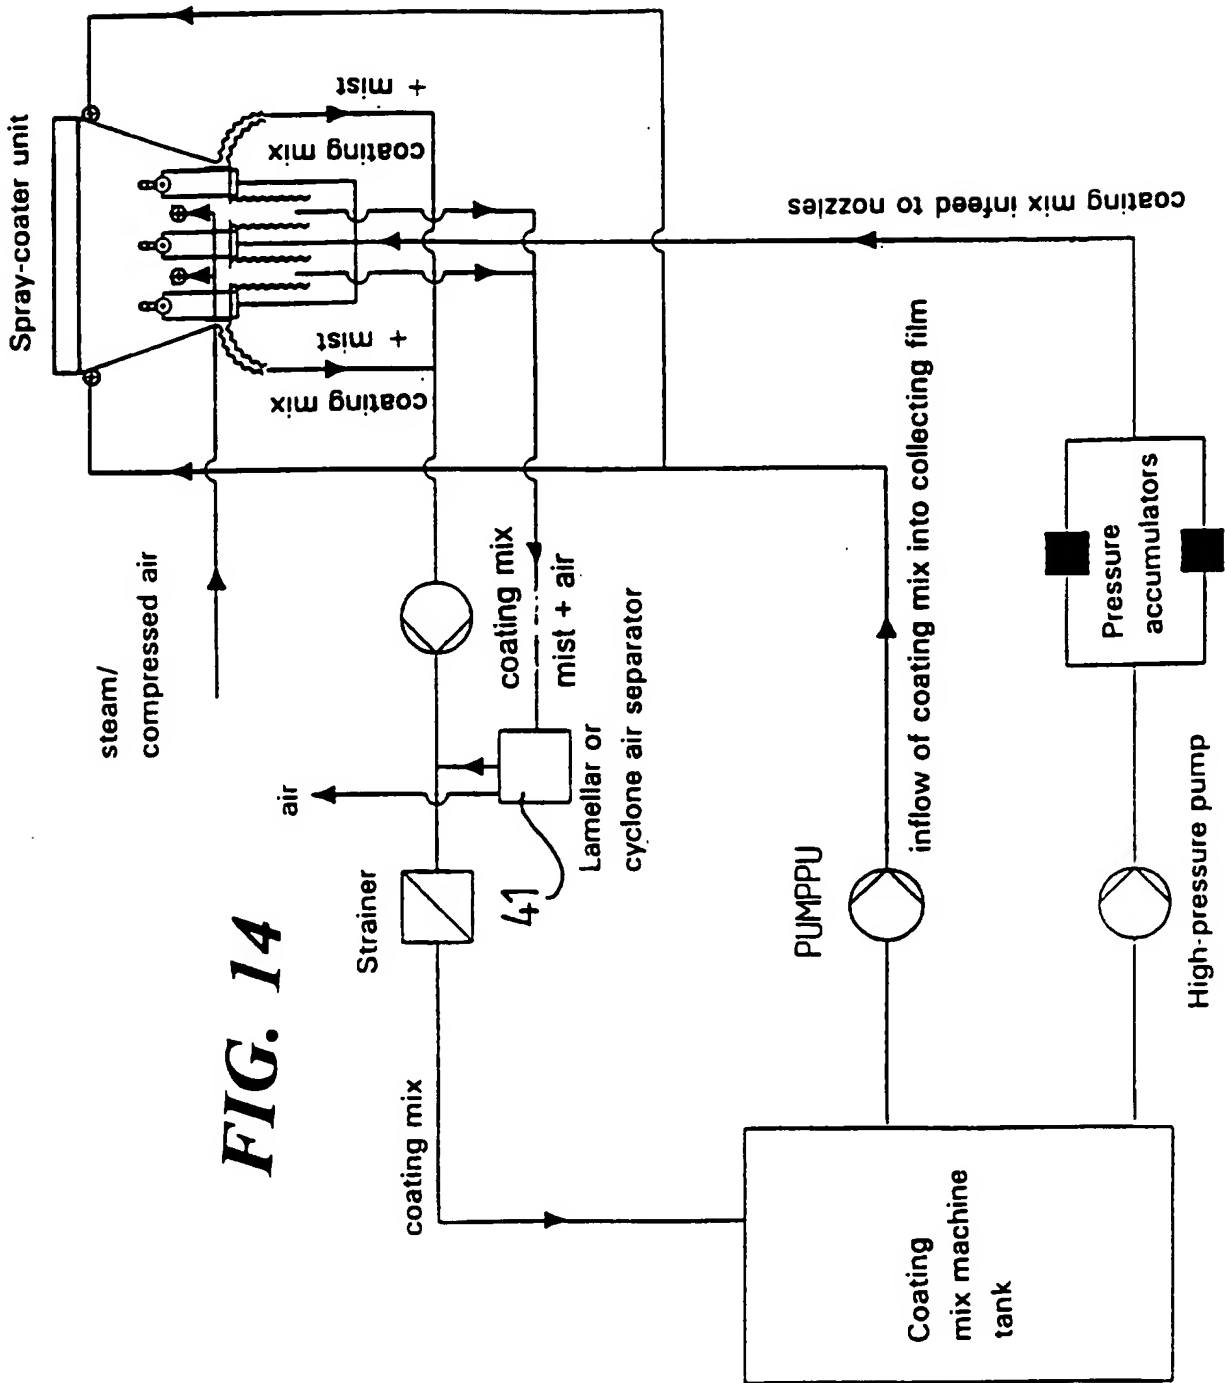 FIG. 14
Spray-coater unit
steam/
compressed air
air
coating mix
+ mist
coating mix
+ mist
coating mix
mist + air
Lamellar or
cyclone air separator
41
Strainer
coating mix
coating mix infeed to nozzles
inflow of coating mix into collecting film
PUMPPU
Pressure
accumulators
High-pressure pump
Coating
mix machine
tank